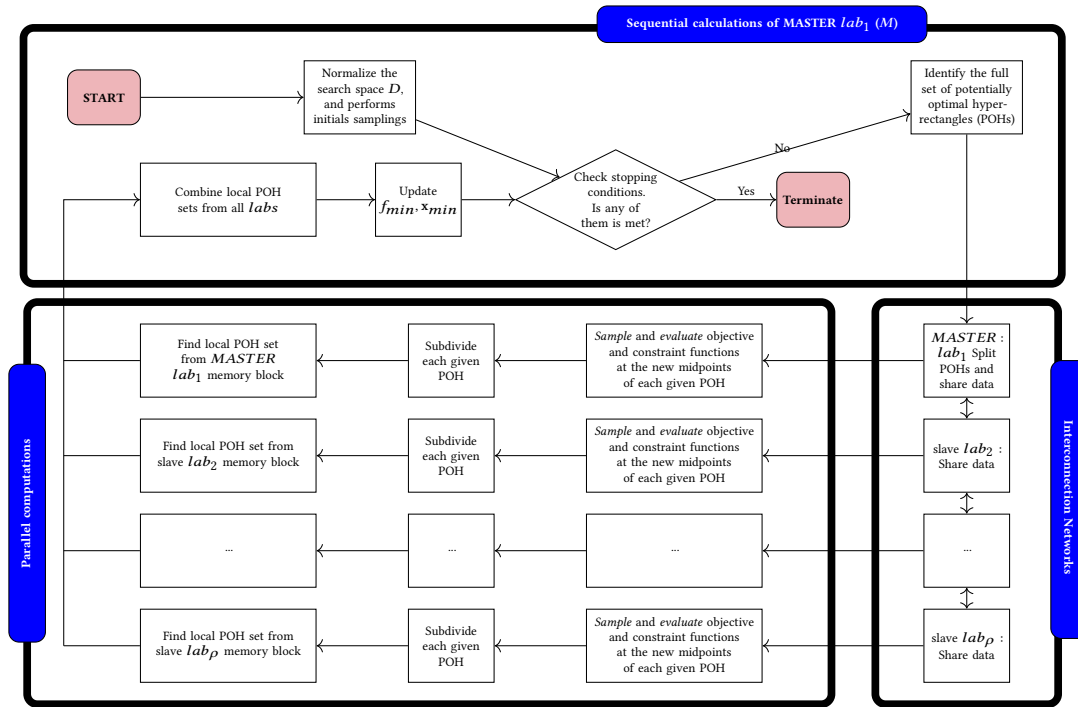 Sequential calculations of MASTER lab₁ (M)
START
Normalize the
search space D,
and performs
initials samplings
Identify the full
set of potentially
optimal hyper-
rectangles (POHs)
No
Combine local POH
sets from all labs
Update
f_min, x_min
Check stopping
conditions.
Is any of
them is met?
Yes
Terminate
Parallel computations
Find local POH set
from MASTER
lab₁ memory block
Subdivide
each given
POH
Sample and evaluate objective
and constraint functions
at the new midpoints
of each given POH
MASTER :
lab₁ Split
POHs and
share data
Find local POH set from
slave lab₂ memory block
Subdivide
each given
POH
Sample and evaluate objective
and constraint functions
at the new midpoints
of each given POH
slave lab₂ :
Share data
...
...
...
...
Find local POH set from
slave lab_ρ memory block
Subdivide
each given
POH
Sample and evaluate objective
and constraint functions
at the new midpoints
of each given POH
slave lab_ρ :
Share data
Interconnection Networks